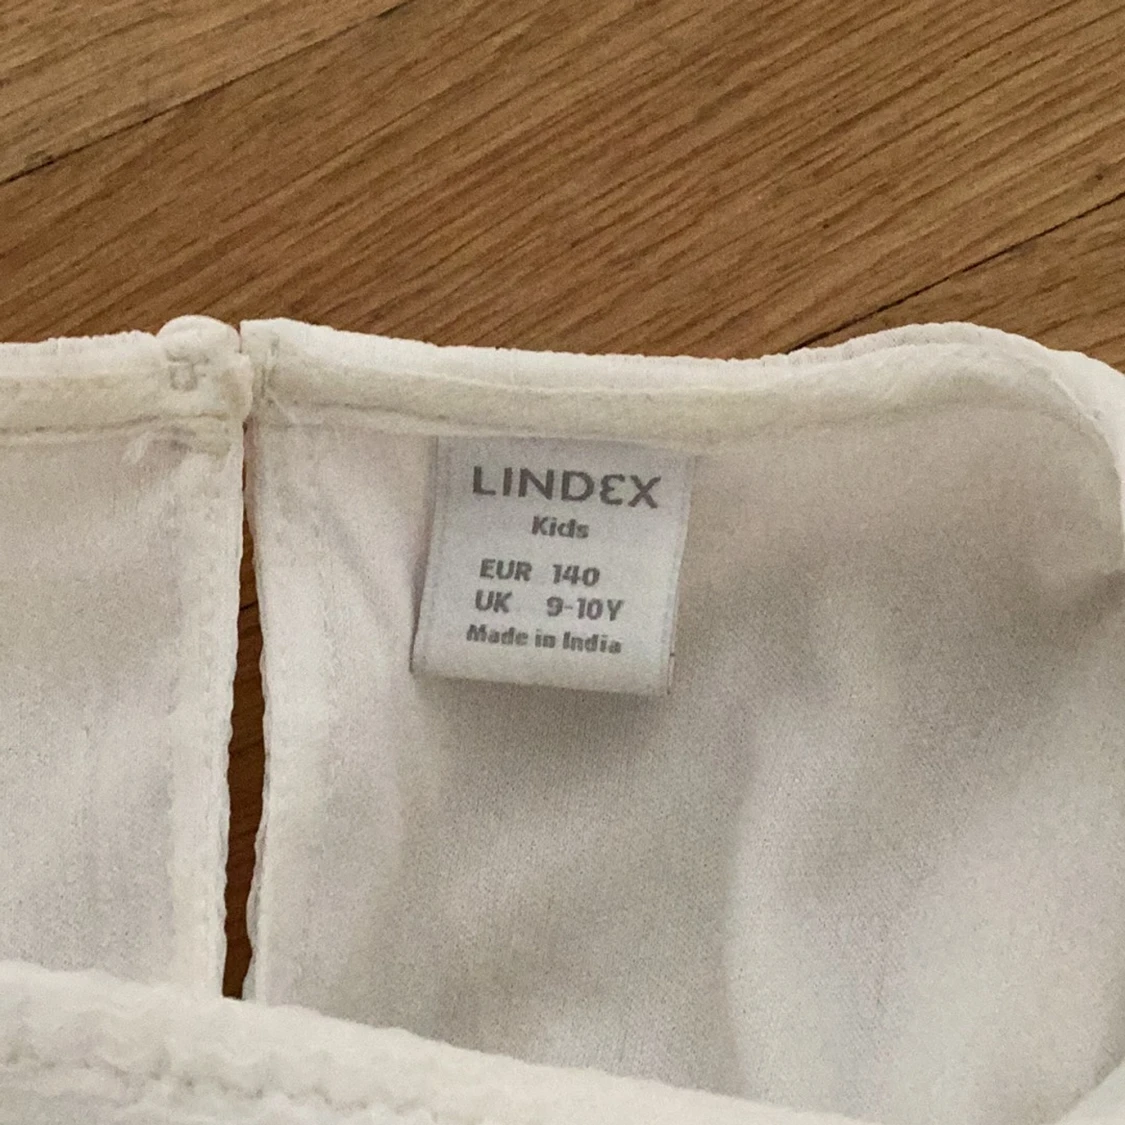 LINDEX
Kids
EUR 140
UK 9-10Y
Made in India